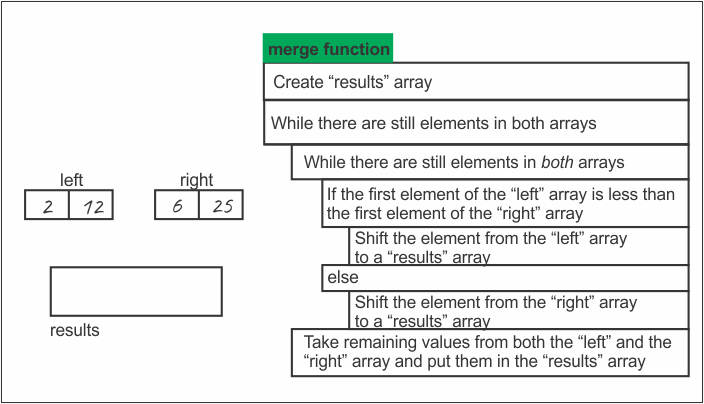 merge function
Create “results” array
While there are still elements in both arrays
While there are still elements in both arrays
If the first element of the “left” array is less than
the first element of the “right” array
Shift the element from the “left” array
to a “results” array
else
Shift the element from the “right” array
to a “results” array
Take remaining values from both the “left” and the
“right” array and put them in the “results” array
left
2 12
right
6 25
results